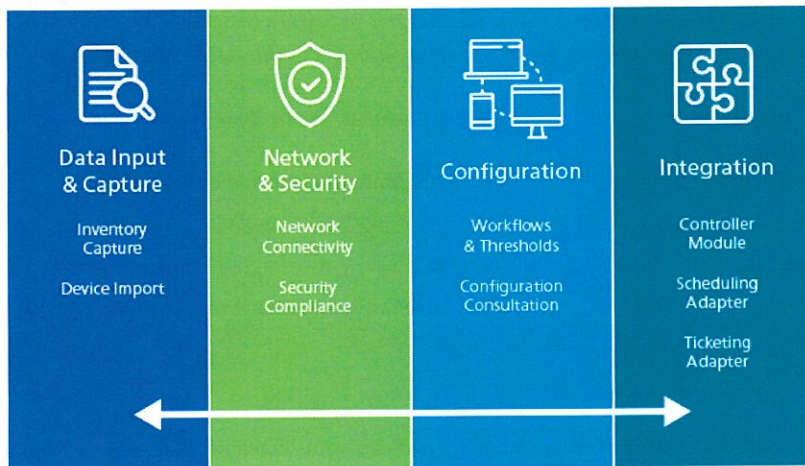 Data Input
& Capture
Inventory
Capture
Device Import
Network
& Security
Network
Connectivity
Security
Compliance
Configuration
Workflows
& Thresholds
Configuration
Consultation
Integration
Controller
Module
Scheduling
Adapter
Ticketing
Adapter